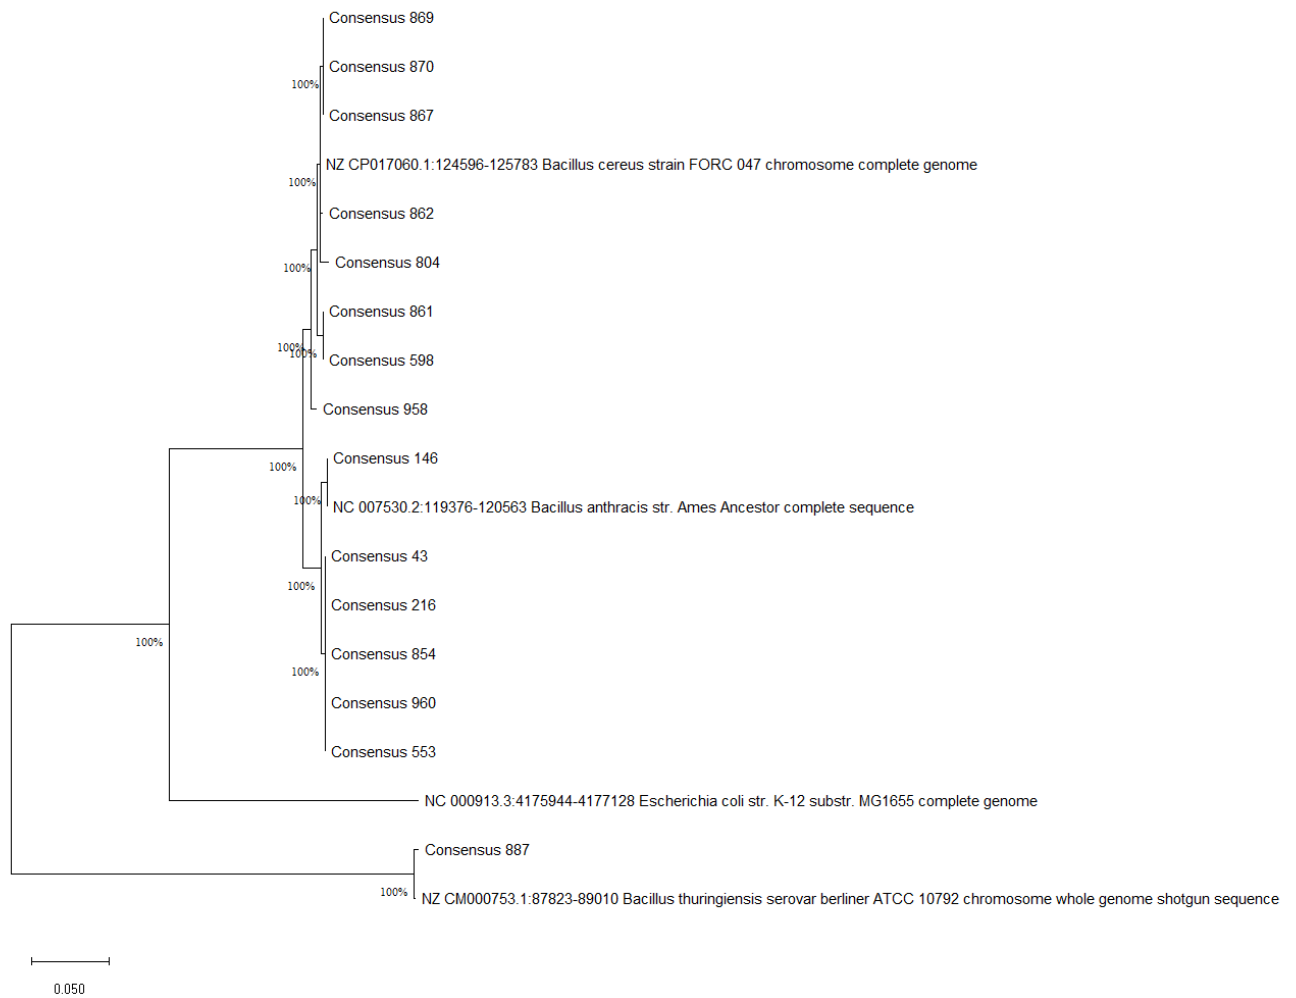 Consensus 869
Consensus 870
100%
Consensus 867
NZ CP017060.1:124596-125783 Bacillus cereus strain FORC 047 chromosome complete genome
100%
Consensus 862
Consensus 804
100%
Consensus 861
100%
100%
Consensus 598
Consensus 958
Consensus 146
100%
100%
NC 007530.2:119376-120563 Bacillus anthracis str. Ames Ancestor complete sequence
Consensus 43
100%
Consensus 216
100%
Consensus 854
100%
Consensus 960
Consensus 553
NC 000913.3:4175944-4177128 Escherichia coli str. K-12 substr. MG1655 complete genome
Consensus 887
100%
NZ CM000753.1:87823-89010 Bacillus thuringiensis serovar berliner ATCC 10792 chromosome whole genome shotgun sequence
0.050